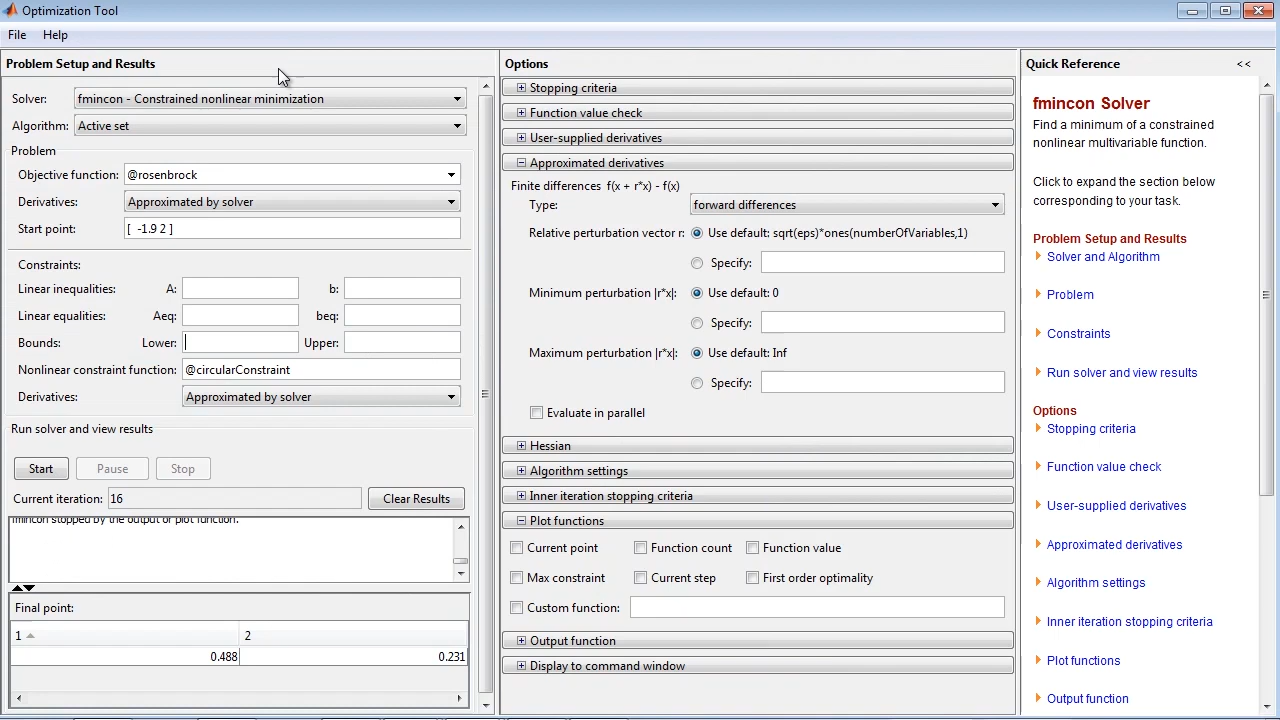 Optimization Tool
File Help
Problem Setup and Results
Solver: fmincon - Constrained nonlinear minimization
Algorithm: Active set
Problem
Objective function: @rosenbrock
Derivatives: Approximated by solver
Start point: [ -1.9 2 ]
Constraints:
Linear inequalities: A: b:
Linear equalities: Aeq: beq:
Bounds: Lower: Upper:
Nonlinear constraint function: @circularConstraint
Derivatives: Approximated by solver
Run solver and view results
Start Pause Stop
Current iteration: 16 Clear Results
fmincon stopped by the output or plot function.
Final point:
1 2
0.488 0.231
Options
Stopping criteria
Function value check
User-supplied derivatives
Approximated derivatives
Finite differences f(x + r*x) - f(x)
Type: forward differences
Relative perturbation vector r: Use default: sqrt(eps)*ones(numberOfVariables,1)
Specify:
Minimum perturbation |r*x|: Use default: 0
Specify:
Maximum perturbation |r*x|: Use default: Inf
Specify:
Evaluate in parallel
Hessian
Algorithm settings
Inner iteration stopping criteria
Plot functions
Current point Function count Function value
Max constraint Current step First order optimality
Custom function:
Output function
Display to command window
Quick Reference <<
fmincon Solver
Find a minimum of a constrained
nonlinear multivariable function.
Click to expand the section below
corresponding to your task.
Problem Setup and Results
Solver and Algorithm
Problem
Constraints
Run solver and view results
Options
Stopping criteria
Function value check
User-supplied derivatives
Approximated derivatives
Algorithm settings
Inner iteration stopping criteria
Plot functions
Output function